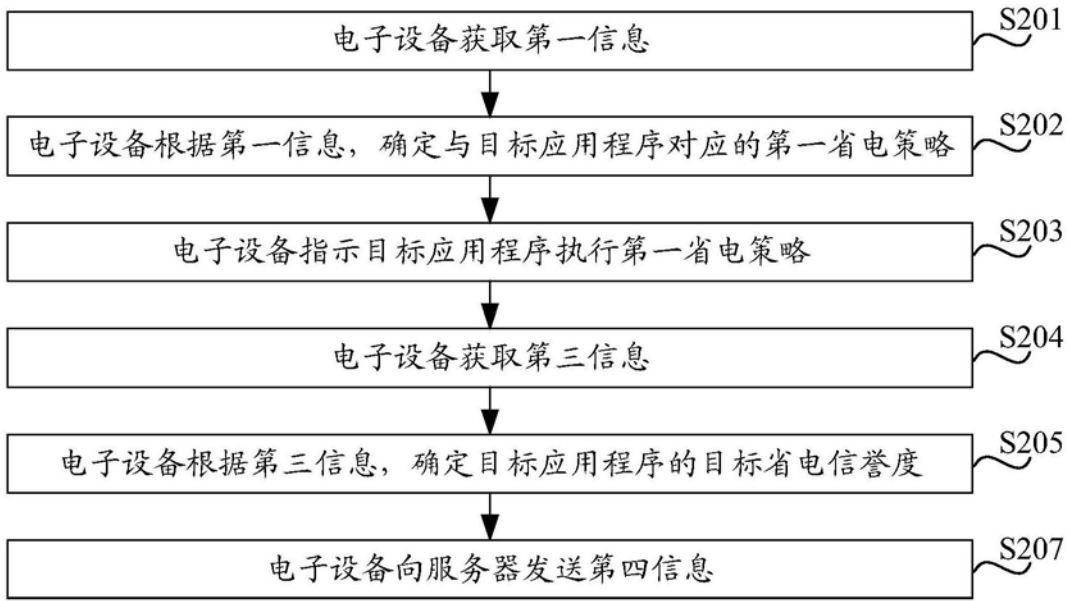 电子设备获取第一信息
S201
电子设备根据第一信息，确定与目标应用程序对应的第一省电策略
S202
电子设备指示目标应用程序执行第一省电策略
S203
电子设备获取第三信息
S204
电子设备根据第三信息，确定目标应用程序的目标省电信誉度
S205
电子设备向服务器发送第四信息
S207